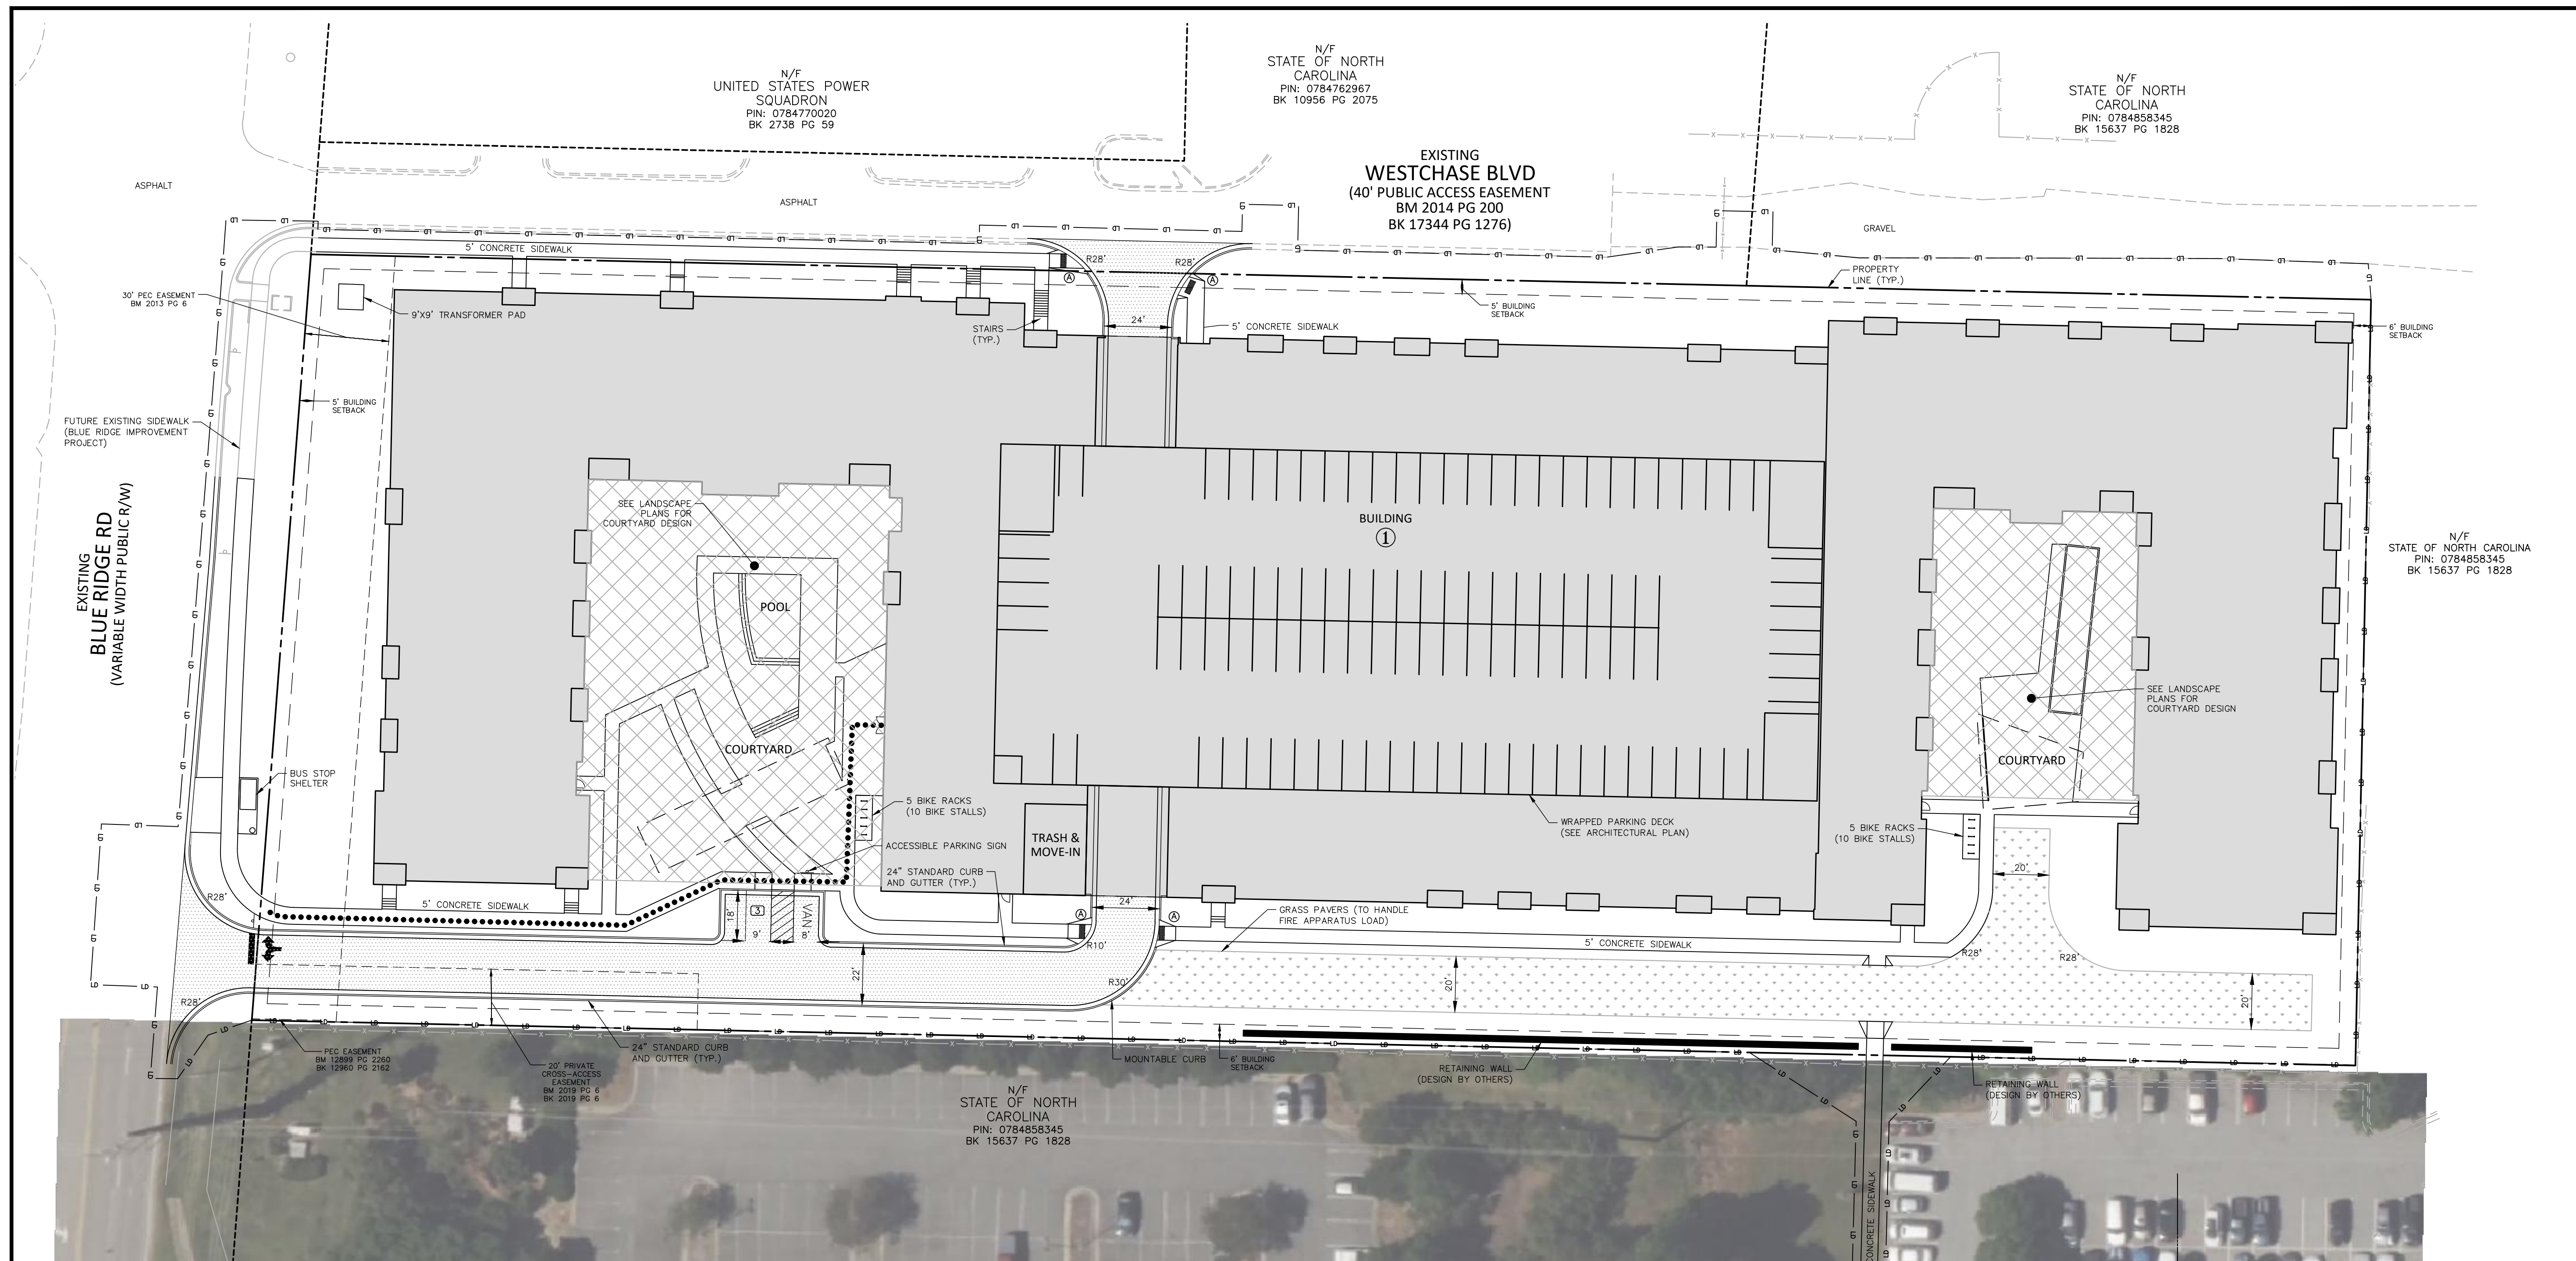 N/F
UNITED STATES POWER
SQUADRON
PIN: 0784770020
BK 2738 PG 59
N/F
STATE OF NORTH
CAROLINA
PIN: 0784762967
BK 10956 PG 2075
N/F
STATE OF NORTH
CAROLINA
PIN: 0784858345
BK 15637 PG 1828
EXISTING
WESTCHASE BLVD
(40' PUBLIC ACCESS EASEMENT
BM 2014 PG 200
BK 17344 PG 1276)
ASPHALT
ASPHALT
GRAVEL
5' CONCRETE SIDEWALK
R28'
R28'
A
A
PROPERTY
LINE (TYP.)
30' PEC EASEMENT
BM 2013 PG 6
9'X9' TRANSFORMER PAD
STAIRS
(TYP.)
24'
5' CONCRETE SIDEWALK
5' BUILDING
SETBACK
6' BUILDING
SETBACK
5' BUILDING
SETBACK
FUTURE EXISTING SIDEWALK
(BLUE RIDGE IMPROVEMENT
PROJECT)
EXISTING
BLUE RIDGE RD
(VARIABLE WIDTH PUBLIC R/W)
SEE LANDSCAPE
PLANS FOR
COURTYARD DESIGN
POOL
COURTYARD
BUILDING
1
N/F
STATE OF NORTH CAROLINA
PIN: 0784858345
BK 15637 PG 1828
SEE LANDSCAPE
PLANS FOR
COURTYARD DESIGN
COURTYARD
BUS STOP
SHELTER
5 BIKE RACKS
(10 BIKE STALLS)
TRASH &
MOVE-IN
WRAPPED PARKING DECK
(SEE ARCHITECTURAL PLAN)
5 BIKE RACKS
(10 BIKE STALLS)
ACCESSIBLE PARKING SIGN
24" STANDARD CURB
AND GUTTER (TYP.)
20'
R28'
5' CONCRETE SIDEWALK
18'
3
VAN
9'
8'
A
24'
A
GRASS PAVERS (TO HANDLE
FIRE APPARATUS LOAD)
5' CONCRETE SIDEWALK
R10'
R28'
R28'
22'
R30'
20'
20'
R28'
PEC EASEMENT
BM 12899 PG 2260
BK 12960 PG 2162
20' PRIVATE
CROSS-ACCESS
EASEMENT
BM 2019 PG 6
BK 2019 PG 6
24" STANDARD CURB
AND GUTTER (TYP.)
MOUNTABLE CURB
6' BUILDING
SETBACK
RETAINING WALL
(DESIGN BY OTHERS)
RETAINING WALL
(DESIGN BY OTHERS)
N/F
STATE OF NORTH
CAROLINA
PIN: 0784858345
BK 15637 PG 1828
CONCRETE SIDEWALK